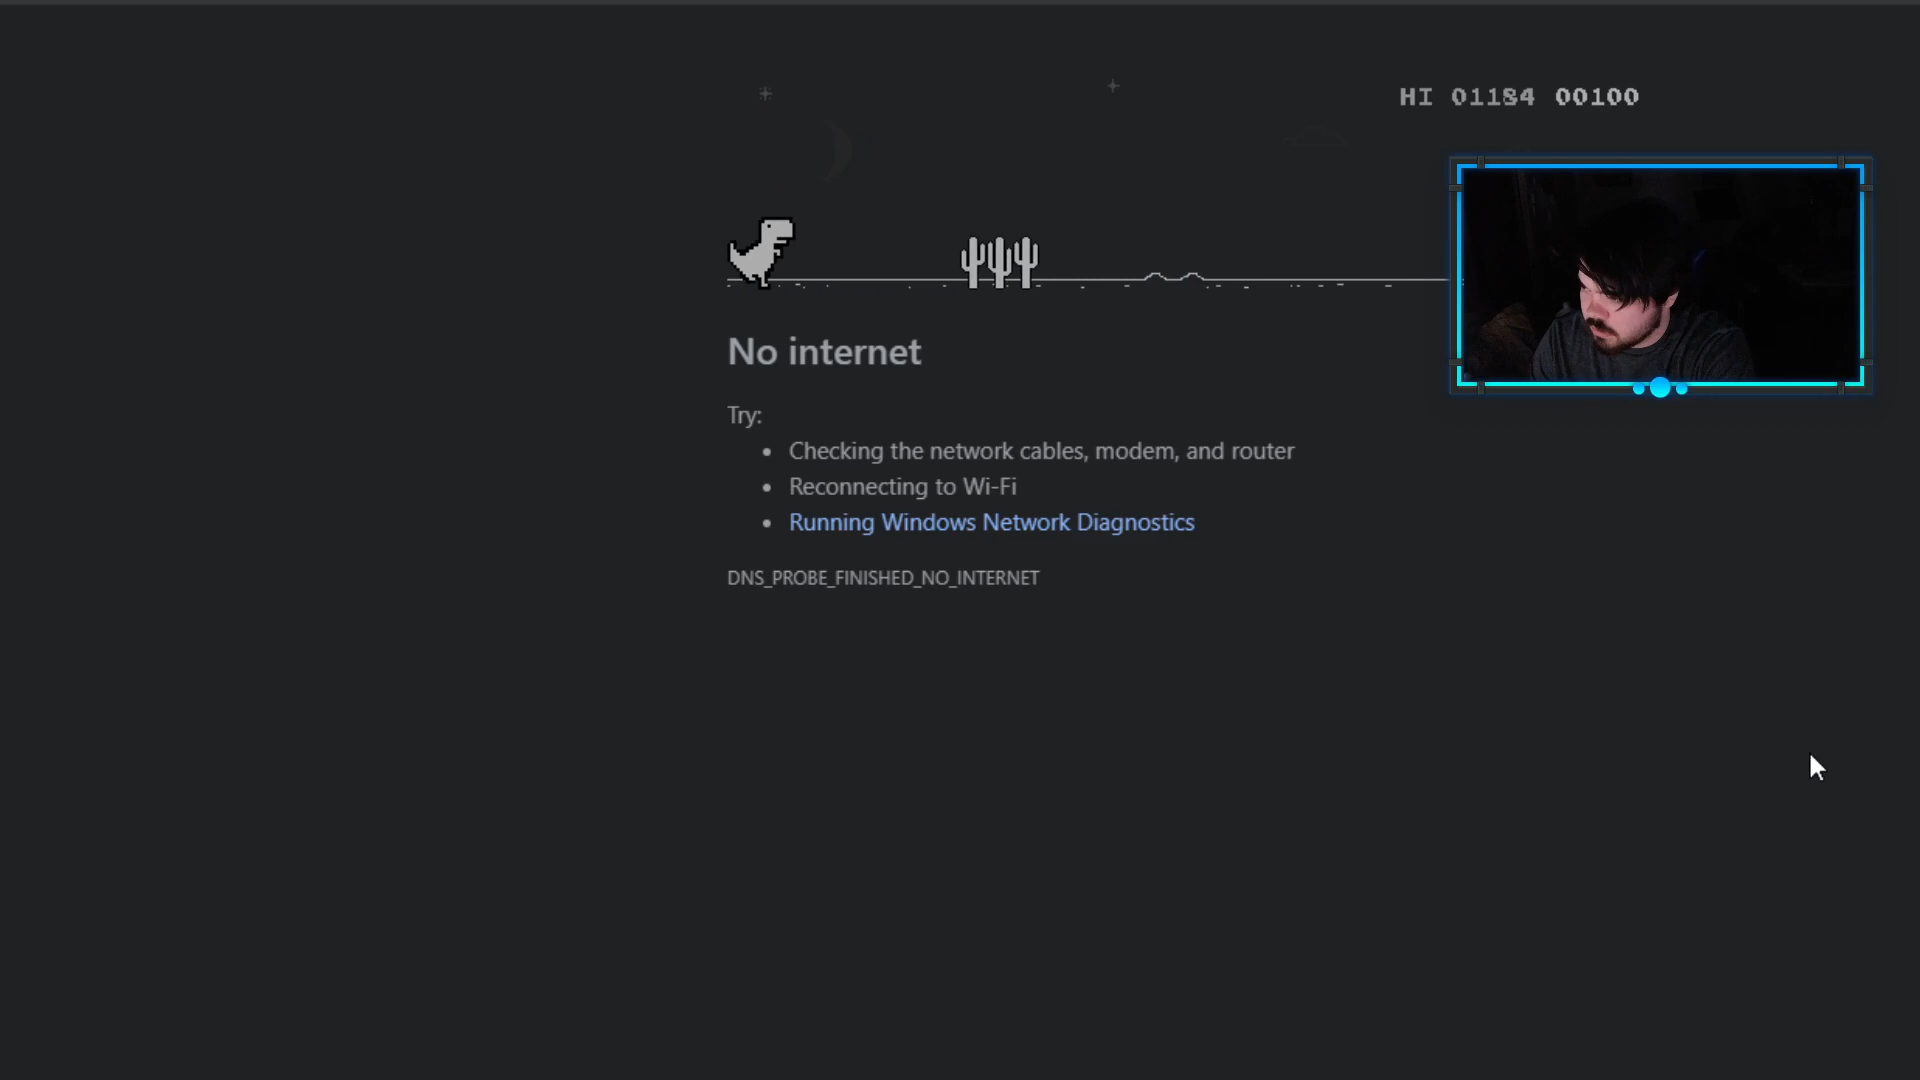 HI 01184 00100
No internet
Try:
Checking the network cables, modem, and router
Reconnecting to Wi-Fi
Running Windows Network Diagnostics
DNS_PROBE_FINISHED_NO_INTERNET